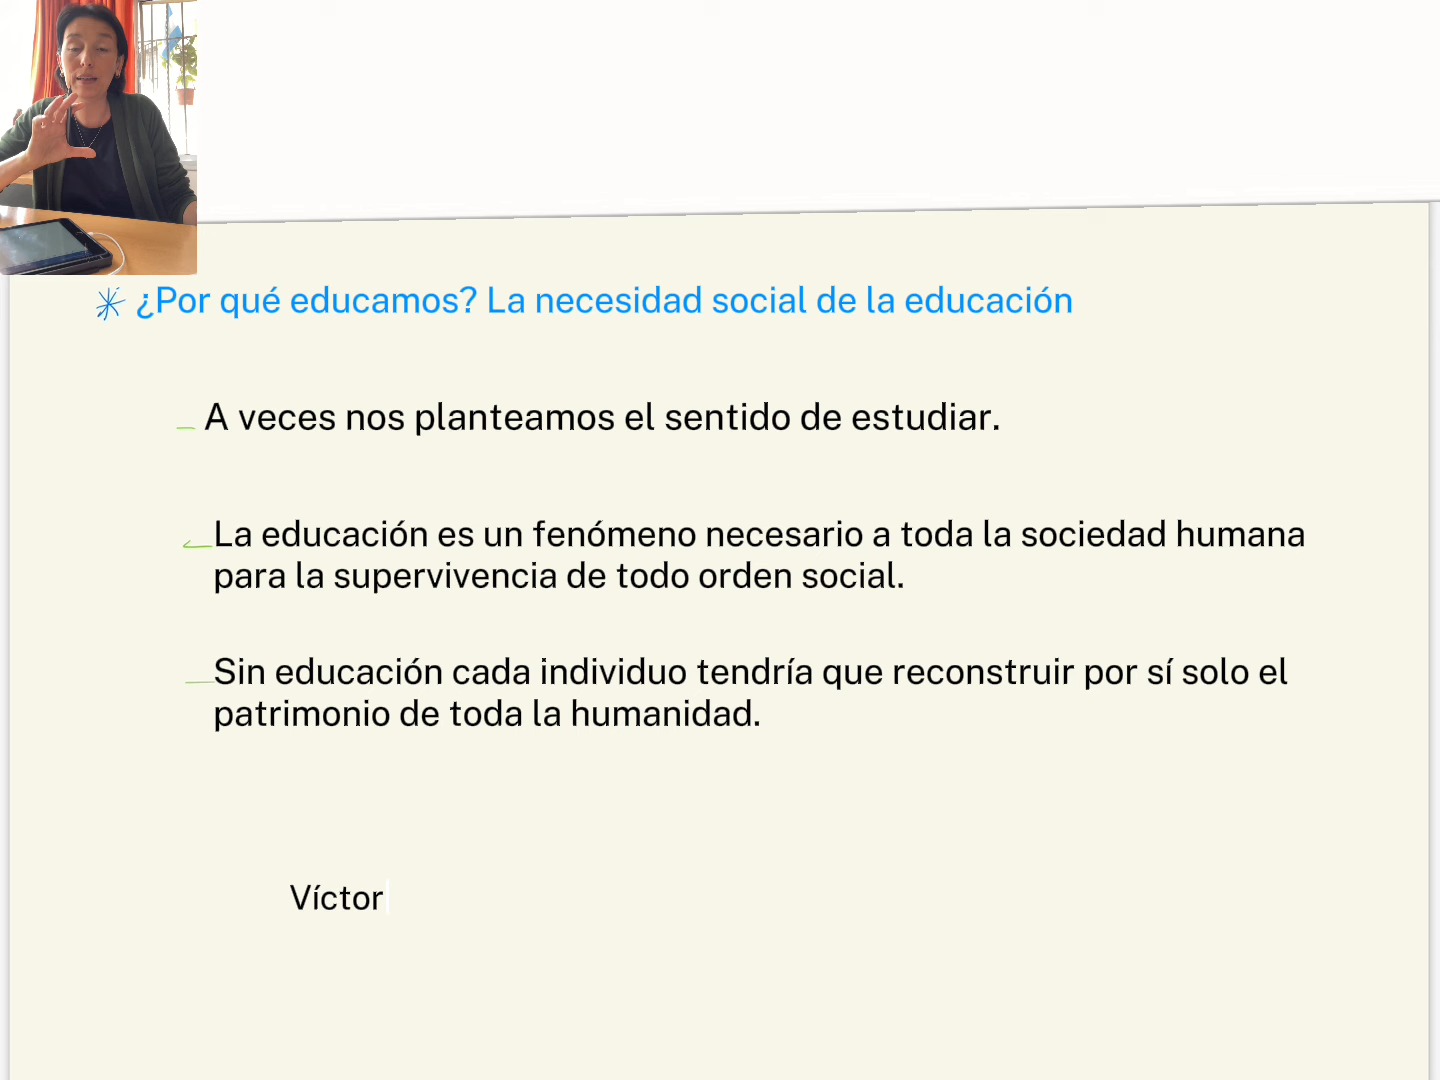 ¿Por qué educamos? La necesidad social de la educación
A veces nos planteamos el sentido de estudiar.
La educación es un fenómeno necesario a toda la sociedad humana
para la supervivencia de todo orden social.
Sin educación cada individuo tendría que reconstruir por sí solo el
patrimonio de toda la humanidad.
Víctor